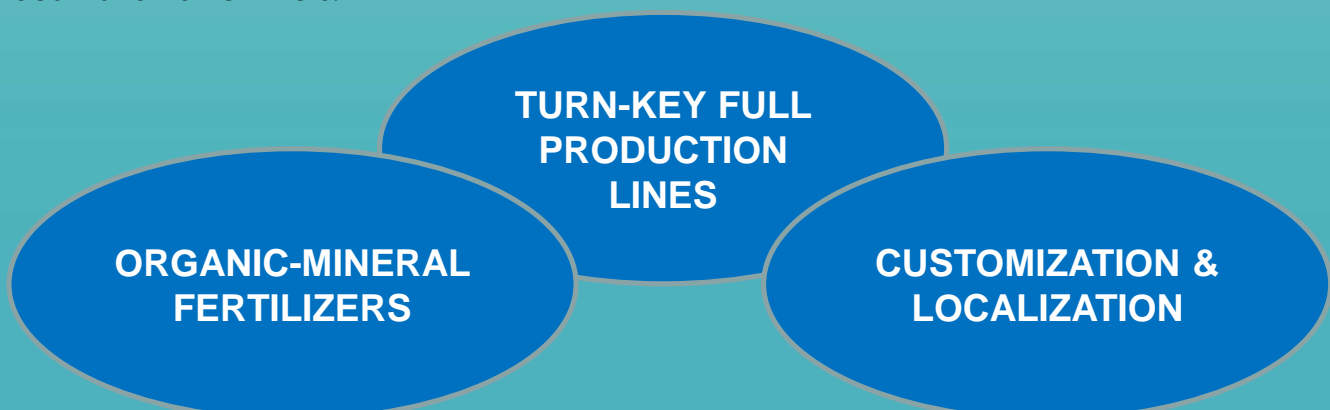 TURN-KEY FULL
PRODUCTION
LINES
ORGANIC-MINERAL
FERTILIZERS
CUSTOMIZATION &
LOCALIZATION